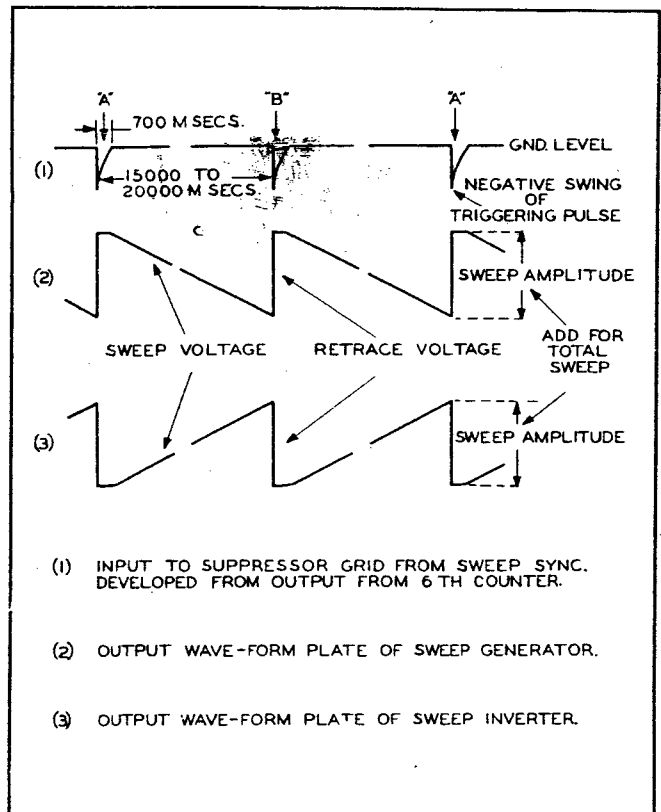 "A" "B" "A"
700 M SECS.
GND. LEVEL
(1)
15000 TO
20000 M SECS.
NEGATIVE SWING
OF
TRIGGERING PULSE
C
(2)
SWEEP AMPLITUDE
SWEEP VOLTAGE
RETRACE VOLTAGE
ADD FOR
TOTAL
SWEEP
(3)
SWEEP AMPLITUDE
(1) INPUT TO SUPPRESSOR GRID FROM SWEEP SYNC.
DEVELOPED FROM OUTPUT FROM 6 TH COUNTER.
(2) OUTPUT WAVE-FORM PLATE OF SWEEP GENERATOR.
(3) OUTPUT WAVE-FORM PLATE OF SWEEP INVERTER.